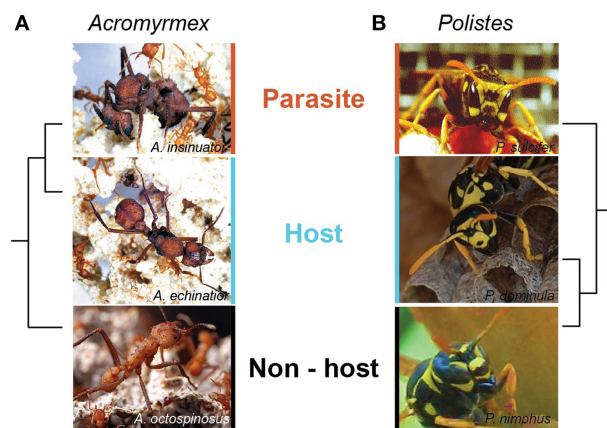 A
Acromyrmex
B
Polistes
A. insinuator
Parasite
P. sulcifer
A. echinatior
Host
P. dominula
A. octospinosus
Non - host
P. nimphus